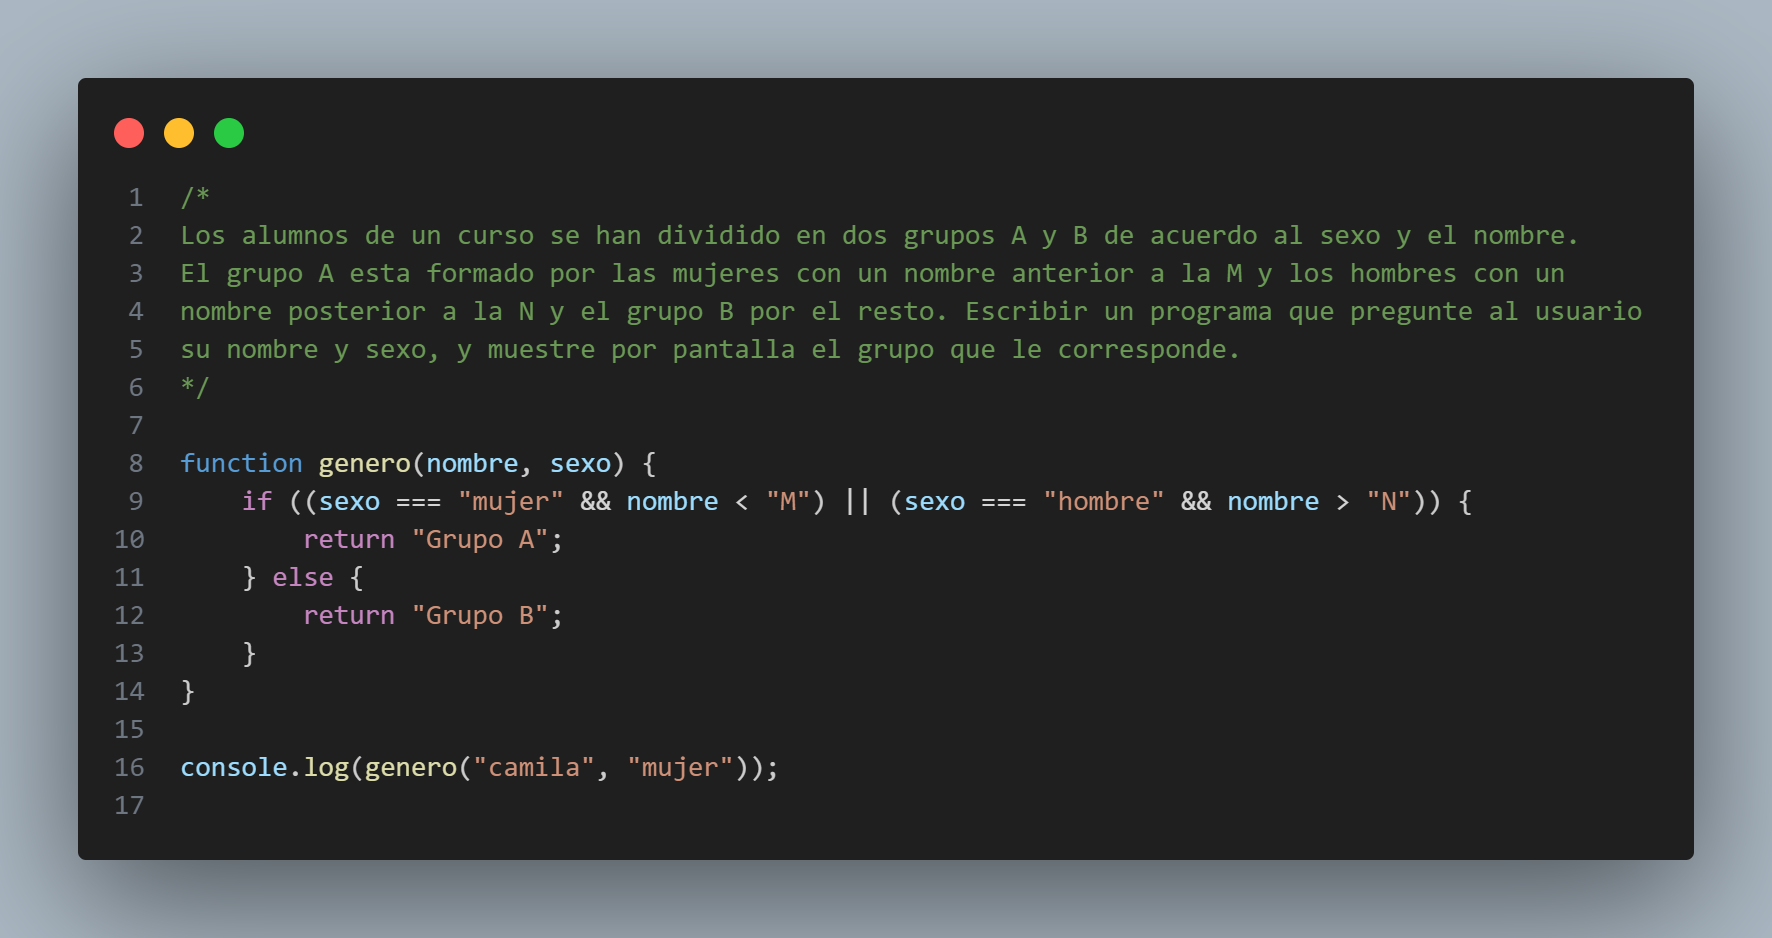 1 /*
2 Los alumnos de un curso se han dividido en dos grupos A y B de acuerdo al sexo y el nombre.
3 El grupo A esta formado por las mujeres con un nombre anterior a la M y los hombres con un
4 nombre posterior a la N y el grupo B por el resto. Escribir un programa que pregunte al usuario
5 su nombre y sexo, y muestre por pantalla el grupo que le corresponde.
6 */
7
8 function genero(nombre, sexo) {
9     if ((sexo === "mujer" && nombre < "M") || (sexo === "hombre" && nombre > "N")) {
10         return "Grupo A";
11     } else {
12         return "Grupo B";
13     }
14 }
15
16 console.log(genero("camila", "mujer"));
17